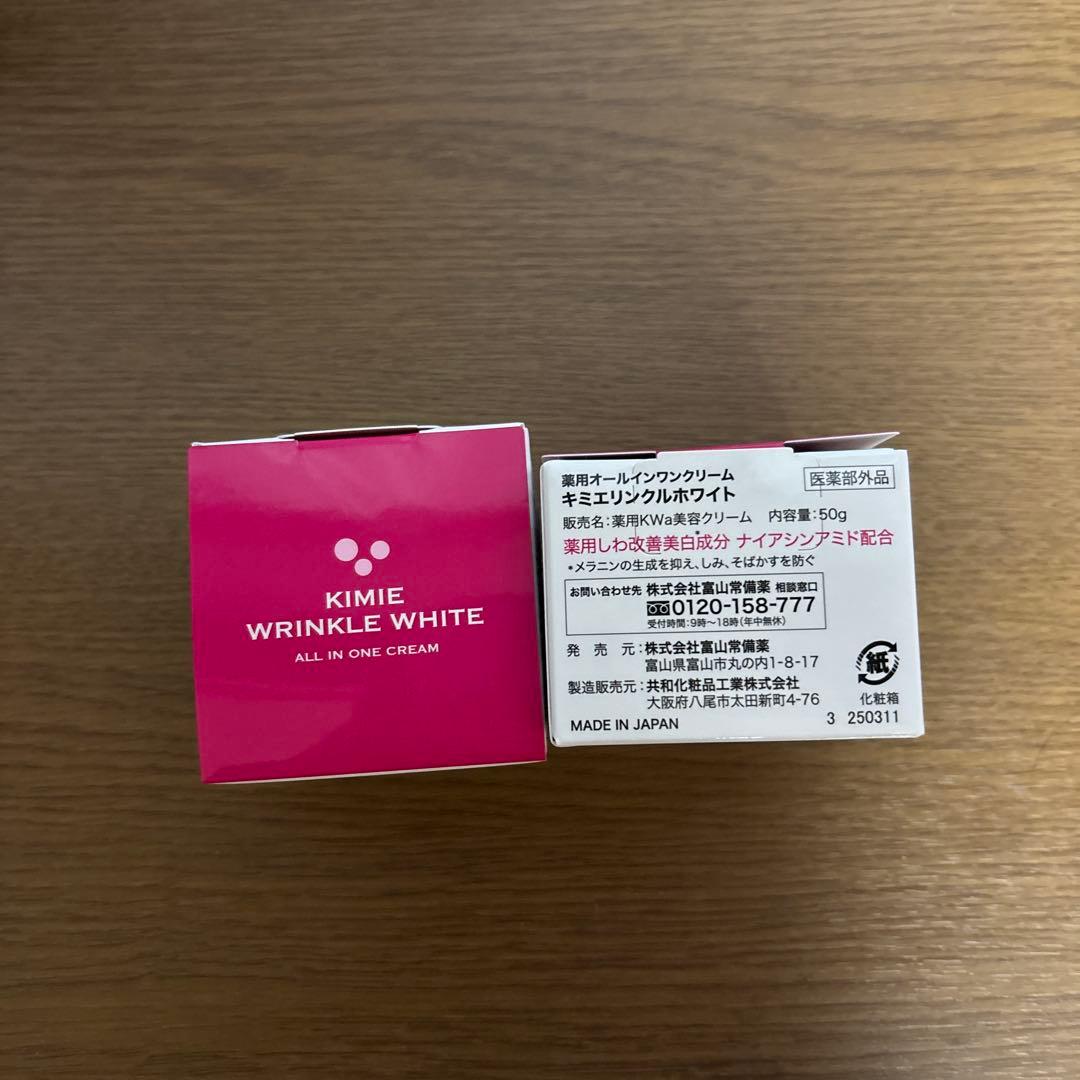 KIMIE
WRINKLE WHITE
ALL IN ONE CREAM
薬用オールインワンクリーム
キミエリンクルホワイト
医薬部外品
販売名:薬用KWa美容クリーム 内容量:50g
薬用しわ改善美白成分* ナイアシンアミド配合
*メラニンの生成を抑え、しみ、そばかすを防ぐ
お問い合わせ先 株式会社富山常備薬 相談窓口
0120-158-777
受付時間:9時~18時(年中無休)
発売元:株式会社富山常備薬
富山県富山市丸の内1-8-17
製造販売元:共和化粧品工業株式会社
大阪府八尾市太田新町4-76
紙
化粧箱
MADE IN JAPAN
3 250311